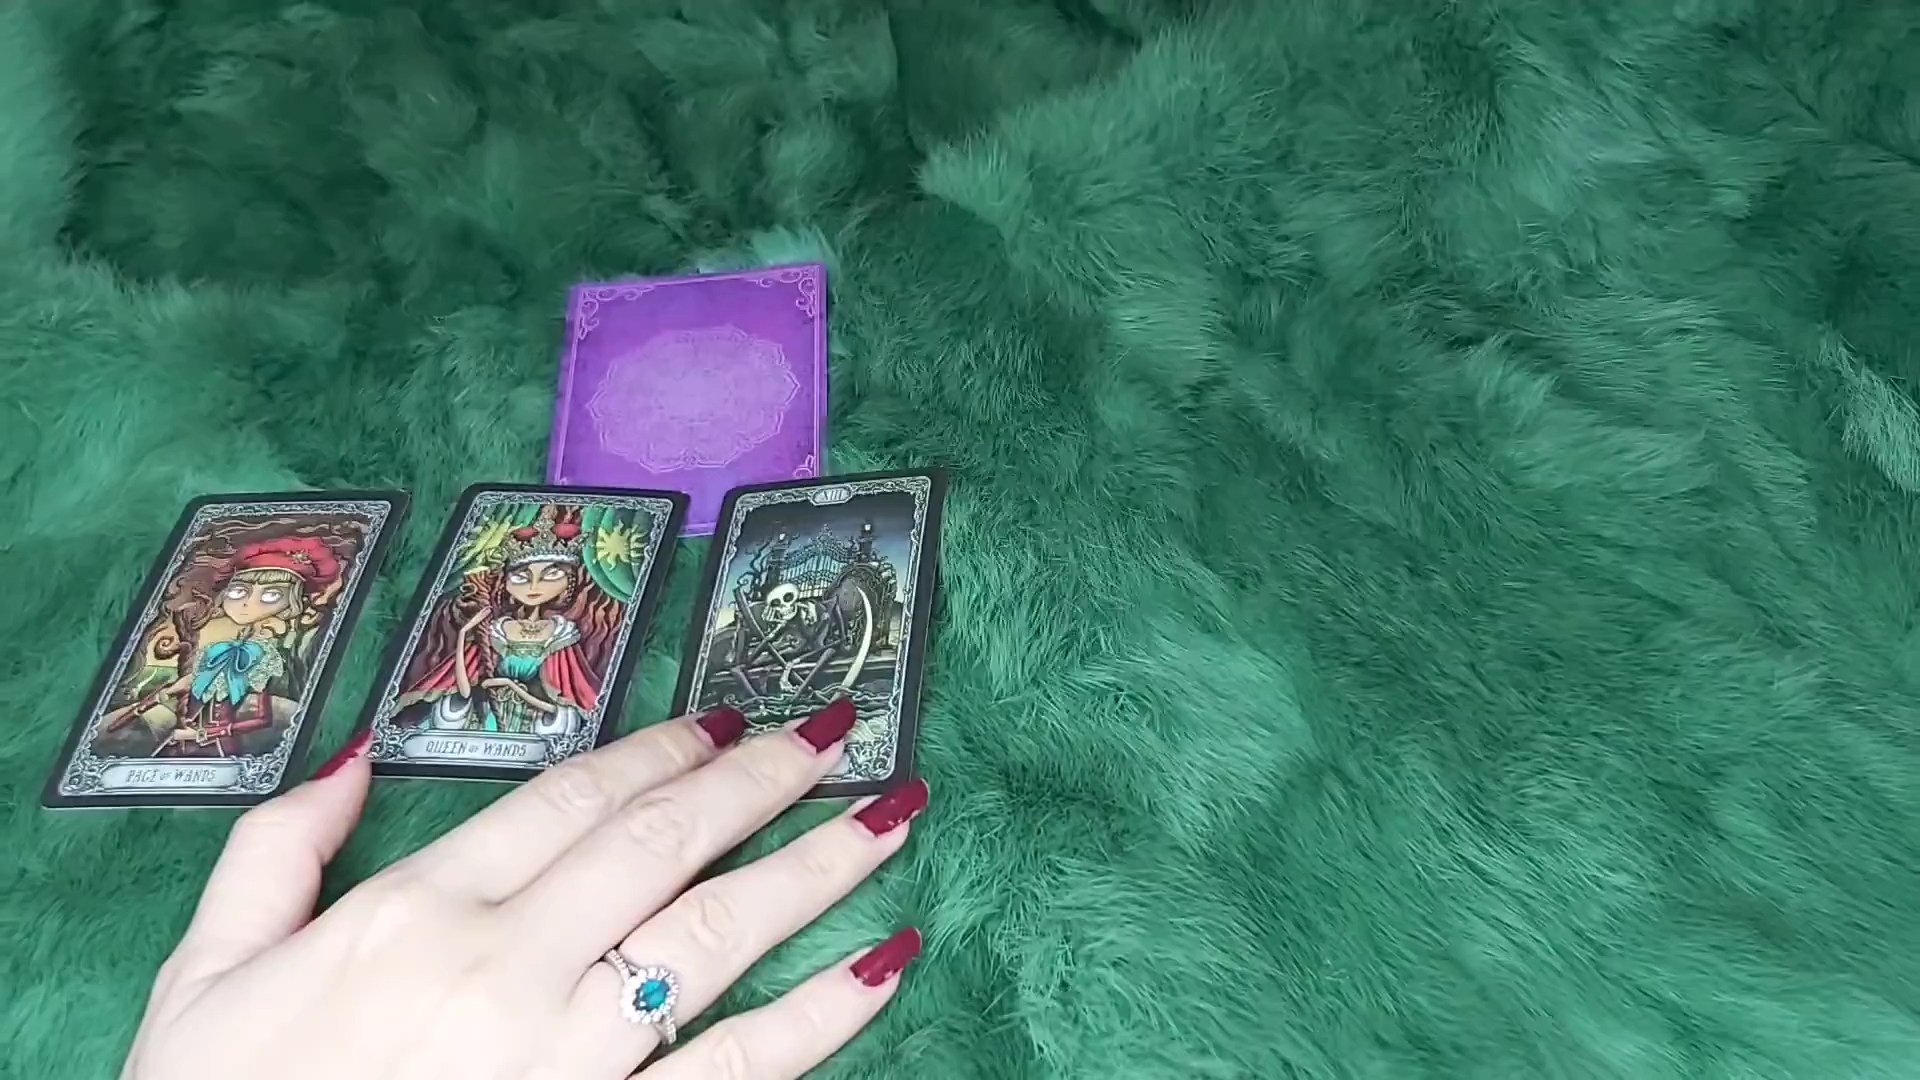 PAGE OF WANDS
QUEEN OF WANDS
XIII